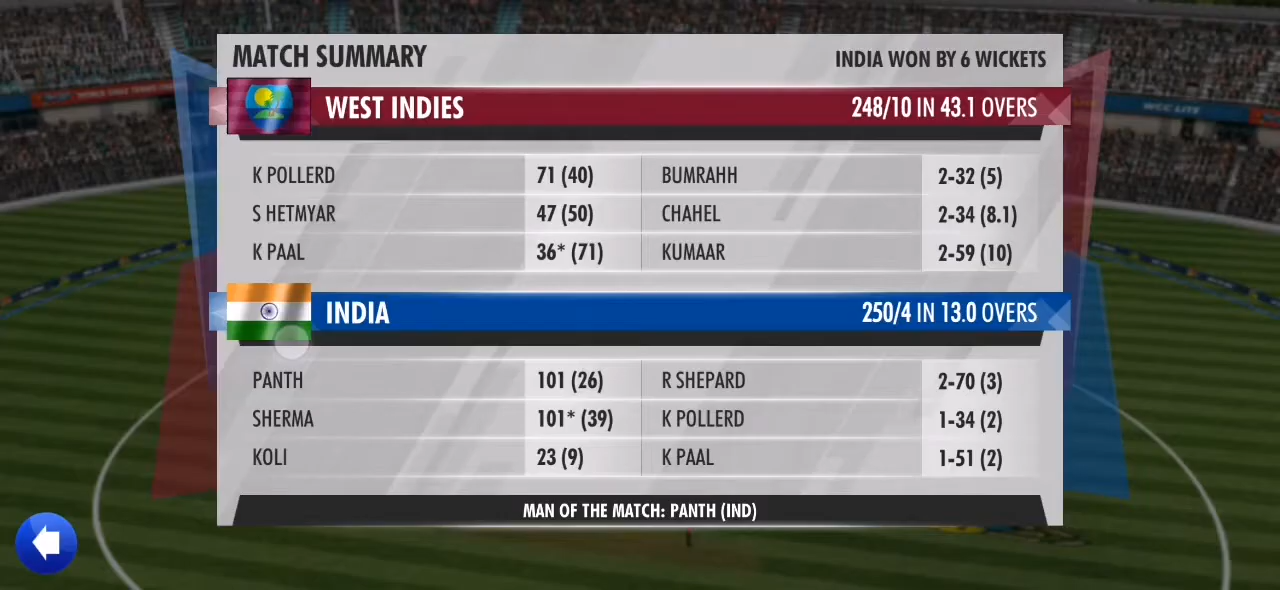 MATCH SUMMARY
INDIA WON BY 6 WICKETS
WEST INDIES 248/10 IN 43.1 OVERS
K POLLERD 71 (40) BUMRAHH 2-32 (5)
S HETMYAR 47 (50) CHAHEL 2-34 (8.1)
K PAAL 36* (71) KUMAAR 2-59 (10)
INDIA 250/4 IN 13.0 OVERS
PANTH 101 (26) R SHEPARD 2-70 (3)
SHERMA 101* (39) K POLLERD 1-34 (2)
KOLI 23 (9) K PAAL 1-51 (2)
MAN OF THE MATCH: PANTH (IND)
WCC LITE